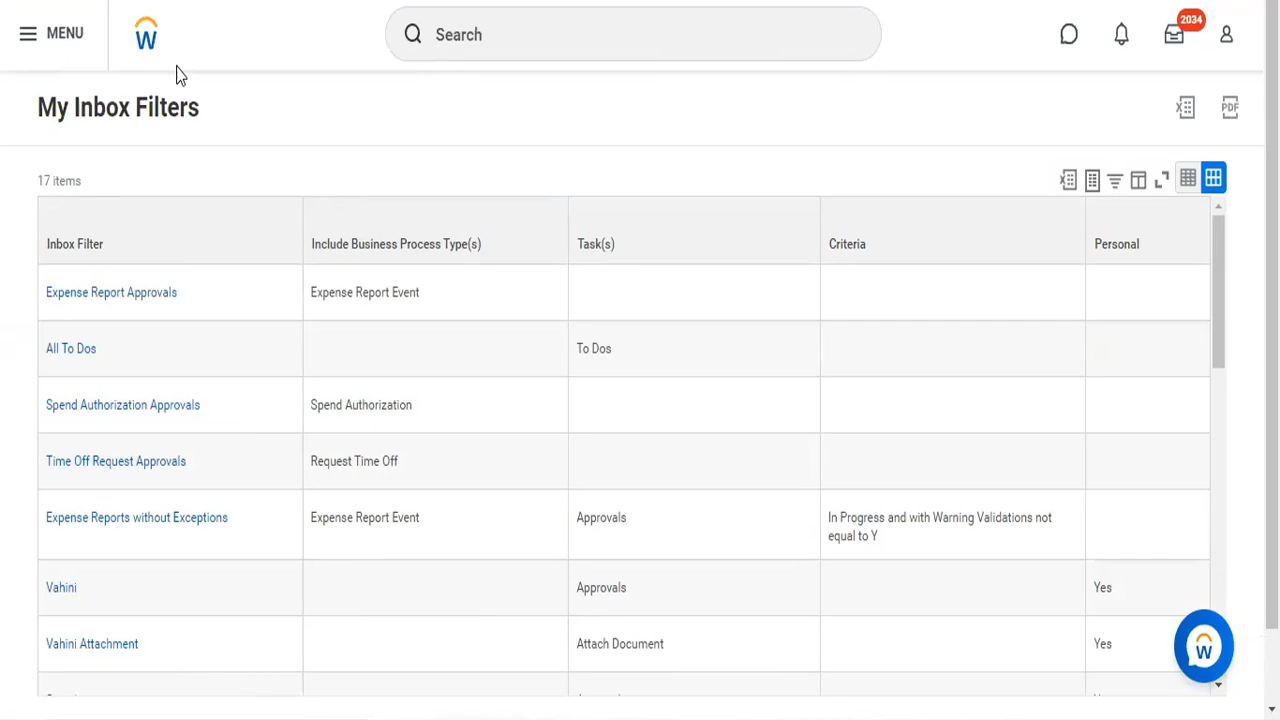 MENU
W
Search
2034
My Inbox Filters
X
PDF
17 items
X
Inbox Filter
Include Business Process Type(s)
Task(s)
Criteria
Personal
Expense Report Approvals
Expense Report Event
All To Dos
To Dos
Spend Authorization Approvals
Spend Authorization
Time Off Request Approvals
Request Time Off
Expense Reports without Exceptions
Expense Report Event
Approvals
In Progress and with Warning Validations not
equal to Y
Vahini
Approvals
Yes
Vahini Attachment
Attach Document
Yes
W